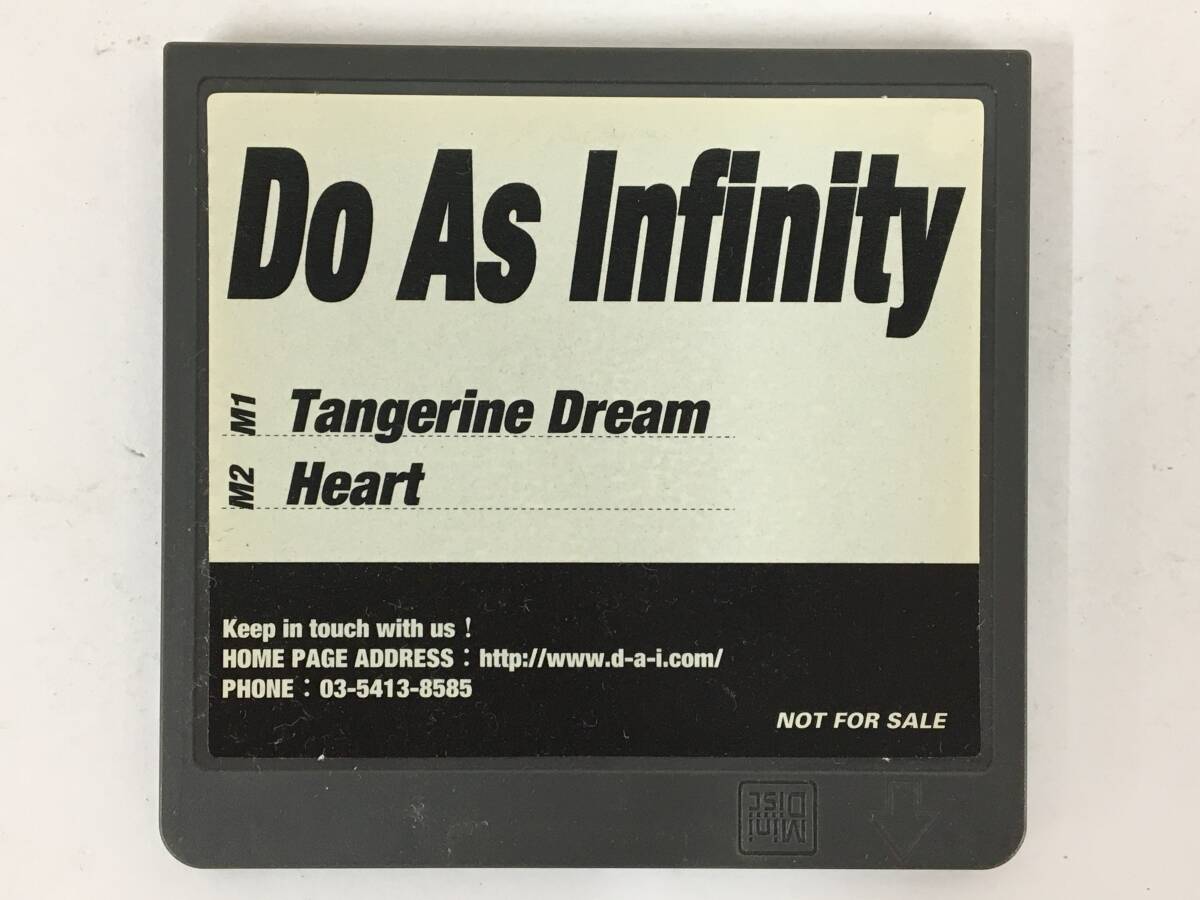 Do As Infinity
M1 Tangerine Dream
M2 Heart
Keep in touch with us !
HOME PAGE ADDRESS : http://www.d-a-i.com/
PHONE : 03-5413-8585
NOT FOR SALE
Mini
DISC